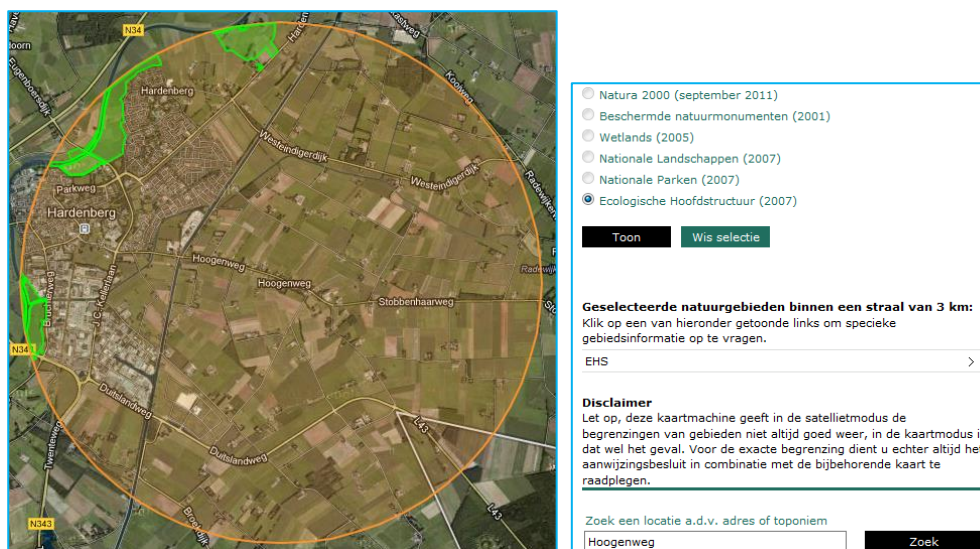 N34
Hardenberg
Koolweg
Westeindigerdijk
Westeindigerdijk
Parkweg
Hardenberg
Hoogenweg
Hoogenweg
Stobbenhaarweg
J.C. Kellerlaan
Bruchterweg
Duitslandweg
Duitslandweg
L43
L43
Twenteweg
N343
Natura 2000 (september 2011)
Beschermde natuurmonumenten (2001)
Wetlands (2005)
Nationale Landschappen (2007)
Nationale Parken (2007)
Ecologische Hoofdstructuur (2007)
Toon Wis selectie
Geselecteerde natuurgebieden binnen een straal van 3 km:
Klik op een van hieronder getoonde links om specieke
gebiedsinformatie op te vragen.
EHS >
Disclaimer
Let op, deze kaartmachine geeft in de satellietmodus de
begrenzingen van gebieden niet altijd goed weer, in de kaartmodus i
dat wel het geval. Voor de exacte begrenzing dient u echter altijd het
aanwijzingsbesluit in combinatie met de bijbehorende kaart te
raadplegen.
Zoek een locatie a.d.v. adres of toponiem
Hoogenweg Zoek